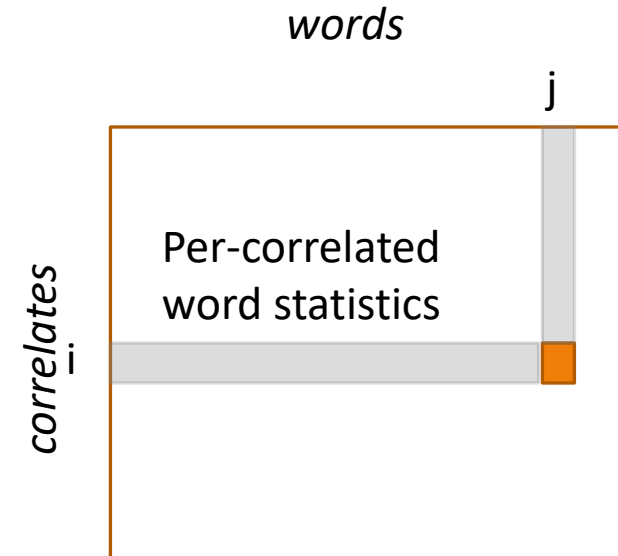 words
j
Per-correlated
word statistics
correlates
i